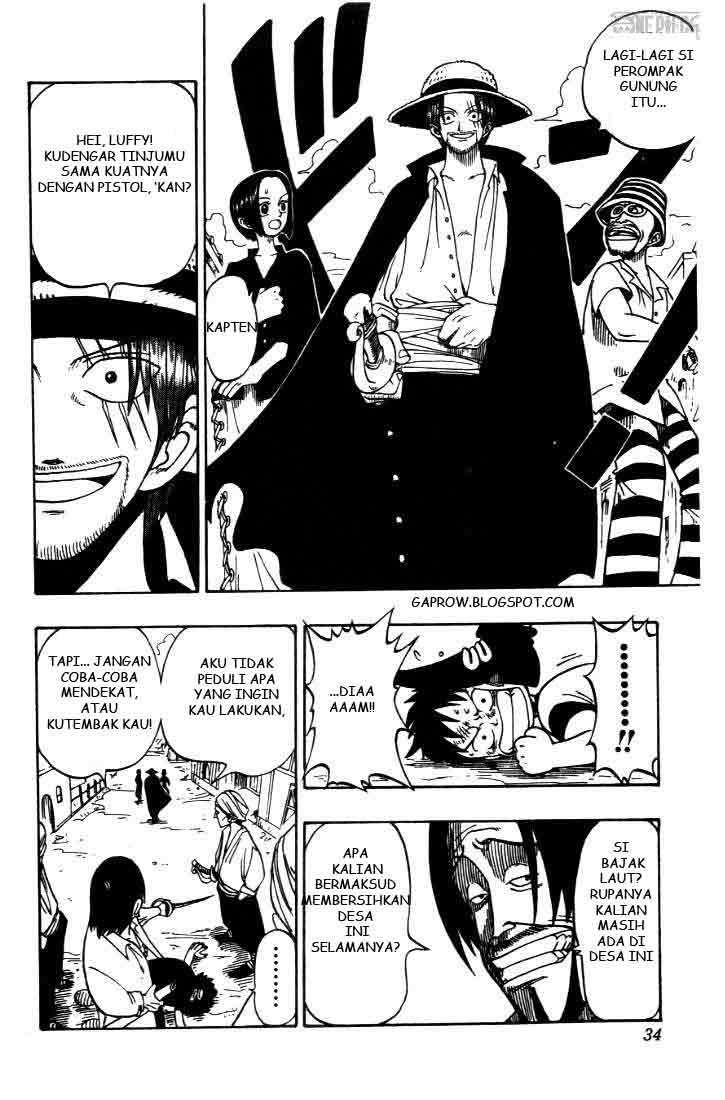 ONE PIECE
LAGI-LAGI SI
PEROMPAK
GUNUNG
ITU...
KAPTEN
HEI, LUFFY!
KUDENGAR TINJUMU
SAMA KUATNYA
DENGAN PISTOL, 'KAN?
GAPROW.BLOGSPOT.COM
........!!
...DIAA
AAAM!!
AKU TIDAK
PEDULI APA
YANG INGIN
KAU LAKUKAN,
TAPI... JANGAN
COBA-COBA
MENDEKAT,
ATAU
KUTEMBAK KAU!
......
SI
BAJAK
LAUT?
RUPANYA
KALIAN
MASIH
ADA DI
DESA INI
APA
KALIAN
BERMAKSUD
MEMBERSIHKAN
DESA
INI
SELAMANYA?
34